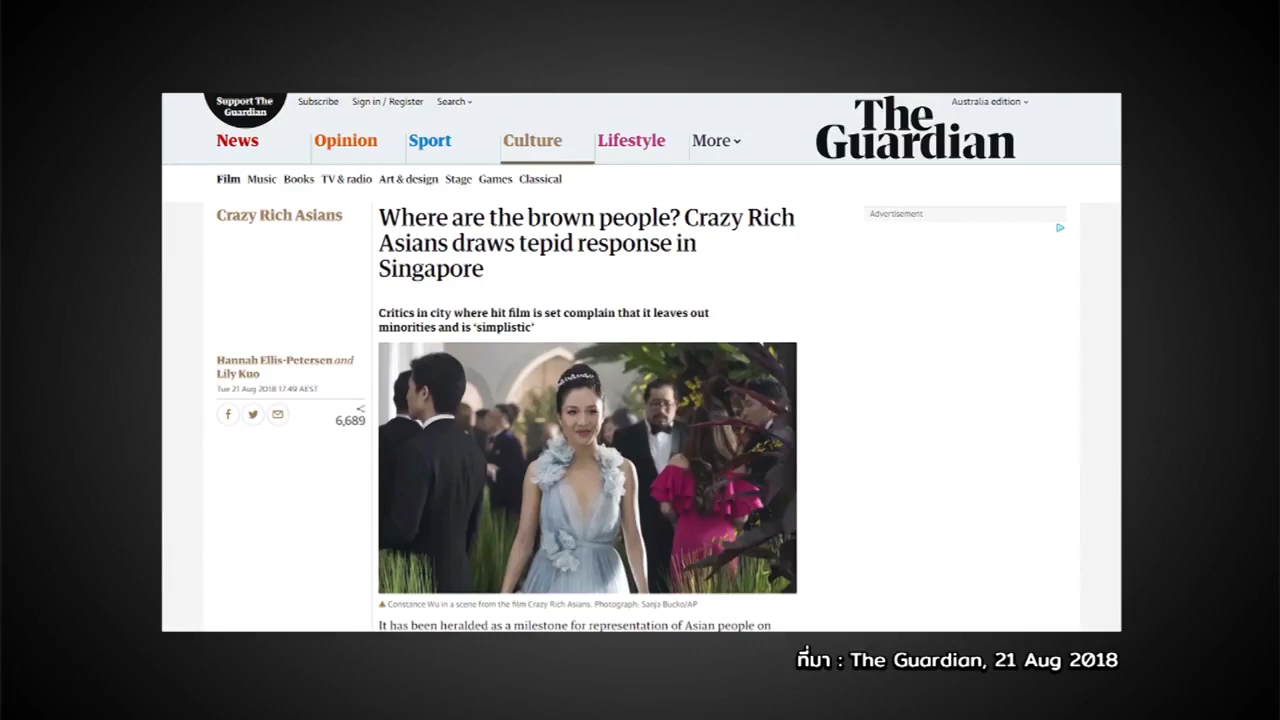 Support The
Guardian
Subscribe Sign in / Register Search
Australia edition
The
Guardian
News Opinion Sport Culture Lifestyle More
Film Music Books TV & radio Art & design Stage Games Classical
Crazy Rich Asians
Where are the brown people? Crazy Rich
Asians draws tepid response in
Singapore
Advertisement
Critics in city where hit film is set complain that it leaves out
minorities and is ‘simplistic’
Hannah Ellis-Petersen and
Lily Kuo
Tue 21 Aug 2018 17.49 AEST
6,689
Constance Wu in a scene from the film Crazy Rich Asians. Photograph: Sanja Bucko/AP
It has been heralded as a milestone for representation of Asian people on
ที่มา : The Guardian, 21 Aug 2018